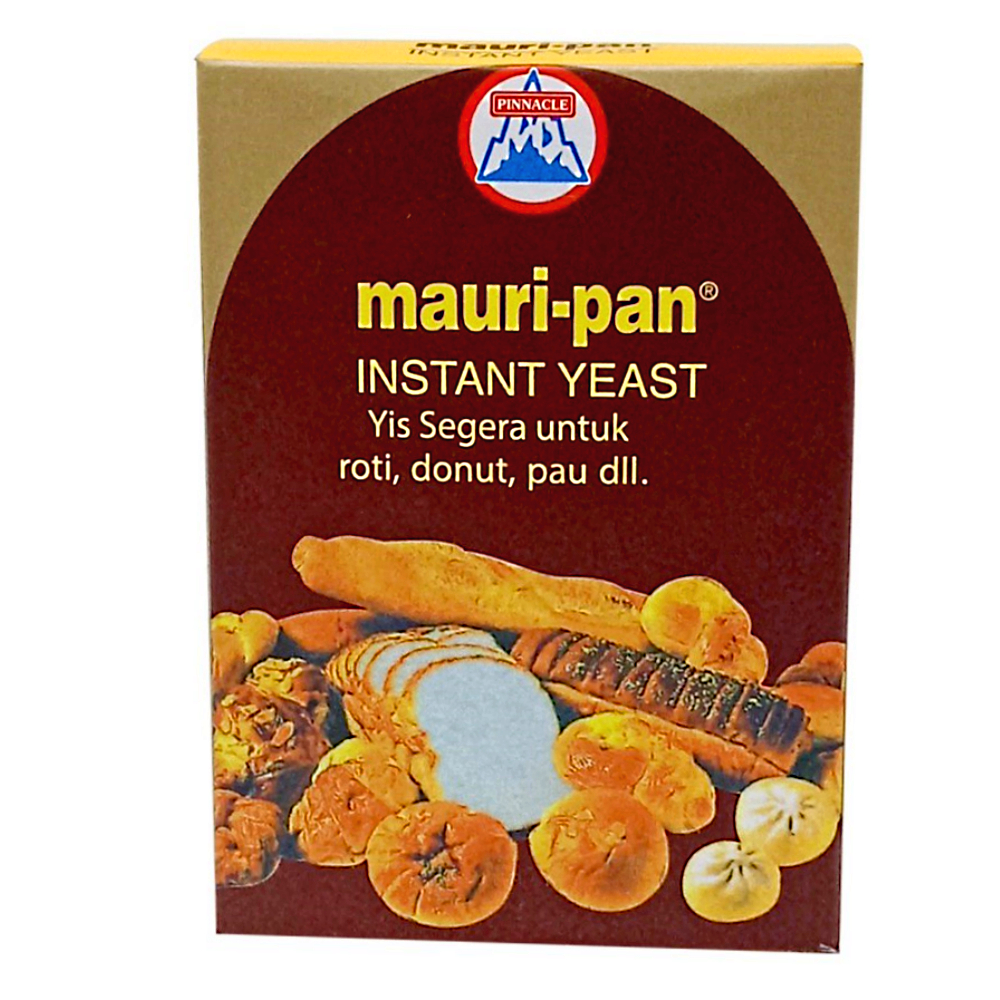 mauri-pan
INSTANT YEAST
PINNACLE
mauri-pan®
INSTANT YEAST
Yis Segera untuk
roti, donut, pau dll.